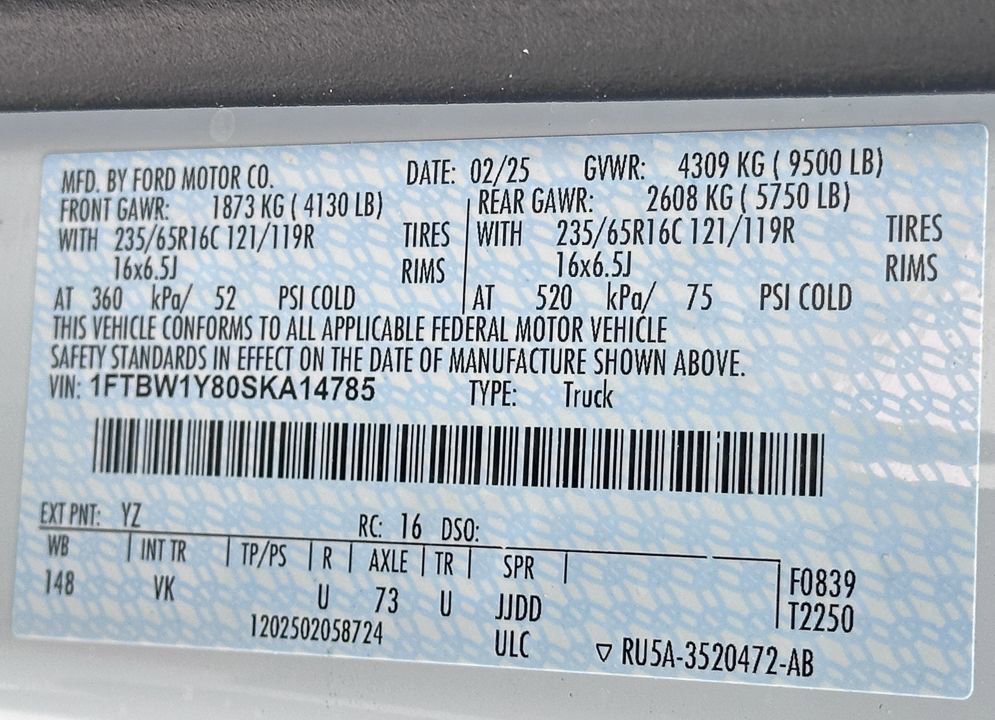 MFD. BY FORD MOTOR CO. DATE: 02/25 GVWR: 4309 KG ( 9500 LB)
FRONT GAWR: 1873 KG ( 4130 LB) REAR GAWR: 2608 KG ( 5750 LB)
WITH 235/65R16C 121/119R TIRES WITH 235/65R16C 121/119R TIRES
16x6.5J RIMS 16x6.5J RIMS
AT 360 kPa/ 52 PSI COLD AT 520 kPa/ 75 PSI COLD
THIS VEHICLE CONFORMS TO ALL APPLICABLE FEDERAL MOTOR VEHICLE
SAFETY STANDARDS IN EFFECT ON THE DATE OF MANUFACTURE SHOWN ABOVE.
VIN: 1FTBW1Y80SKA14785 TYPE: Truck
EXT PNT: YZ RC: 16 DSO:
WB INT TR TP/PS R AXLE TR SPR
148 VK U 73 U JJDD F0839
T2250
1202502058724 ULC ▽ RU5A-3520472-AB